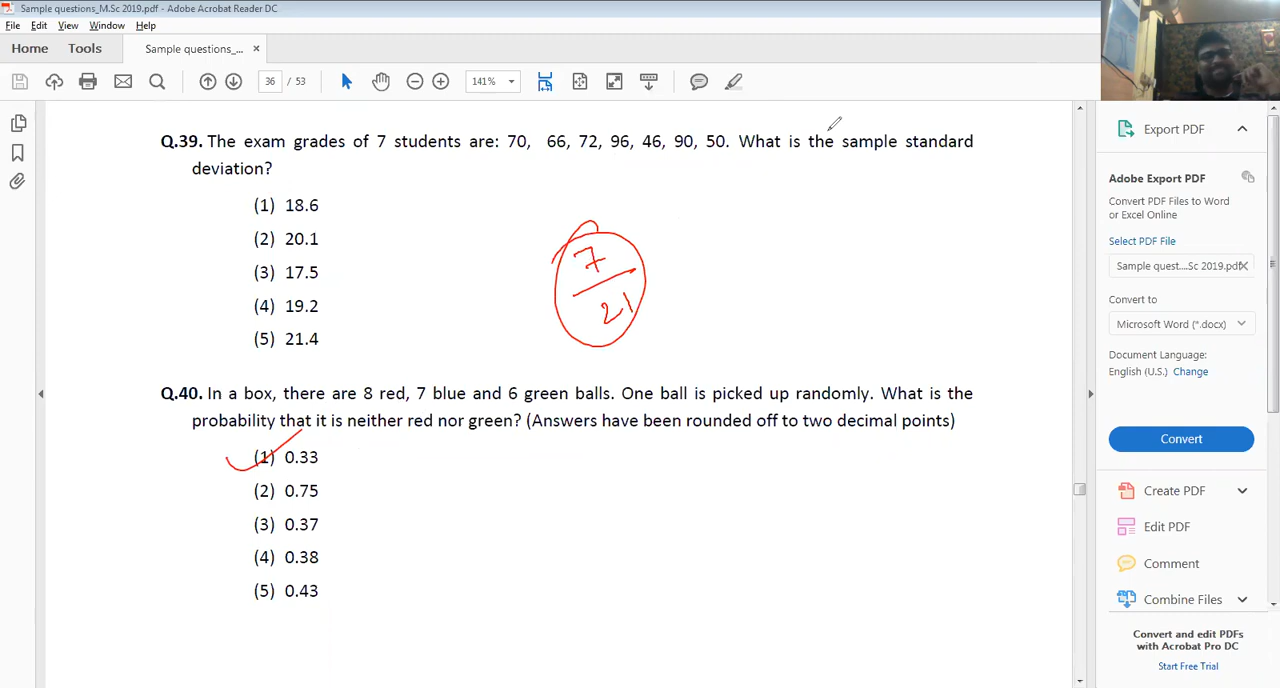 Sample questions_M.Sc 2019.pdf - Adobe Acrobat Reader DC
File Edit View Window Help
Home Tools Sample questions_... ×
36 / 53 141%
Q.39. The exam grades of 7 students are: 70, 66, 72, 96, 46, 90, 50. What is the sample standard
deviation?
(1) 18.6
(2) 20.1
(3) 17.5
(4) 19.2
(5) 21.4
7
21
Q.40. In a box, there are 8 red, 7 blue and 6 green balls. One ball is picked up randomly. What is the
probability that it is neither red nor green? (Answers have been rounded off to two decimal points)
(1) 0.33
(2) 0.75
(3) 0.37
(4) 0.38
(5) 0.43
Export PDF
Adobe Export PDF
Convert PDF Files to Word
or Excel Online
Select PDF File
Sample quest....Sc 2019.pdf ×
Convert to
Microsoft Word (*.docx)
Document Language:
English (U.S.) Change
Convert
Create PDF
Edit PDF
Comment
Combine Files
Convert and edit PDFs
with Acrobat Pro DC
Start Free Trial